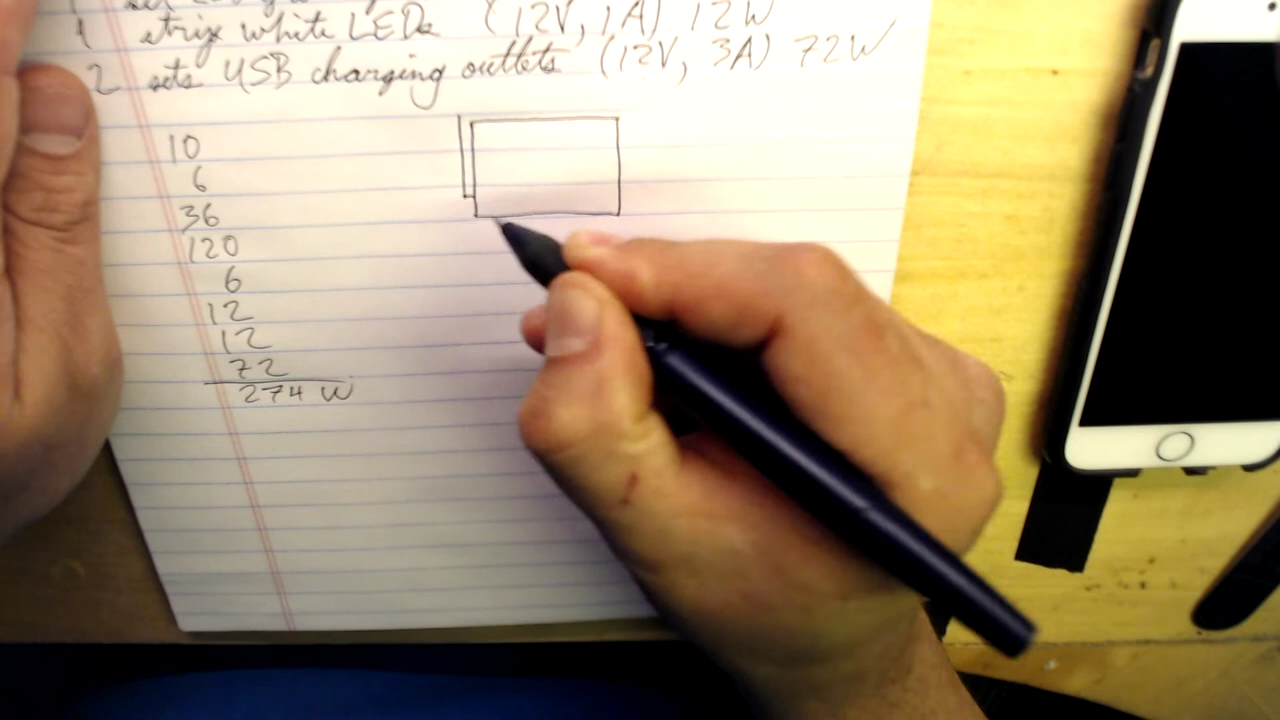 1 strip white LEDs (12V, 1A) 12W
2 sets USB charging outlets (12V, 3A) 72W
10
6
36
120
6
12
12
72
274 W